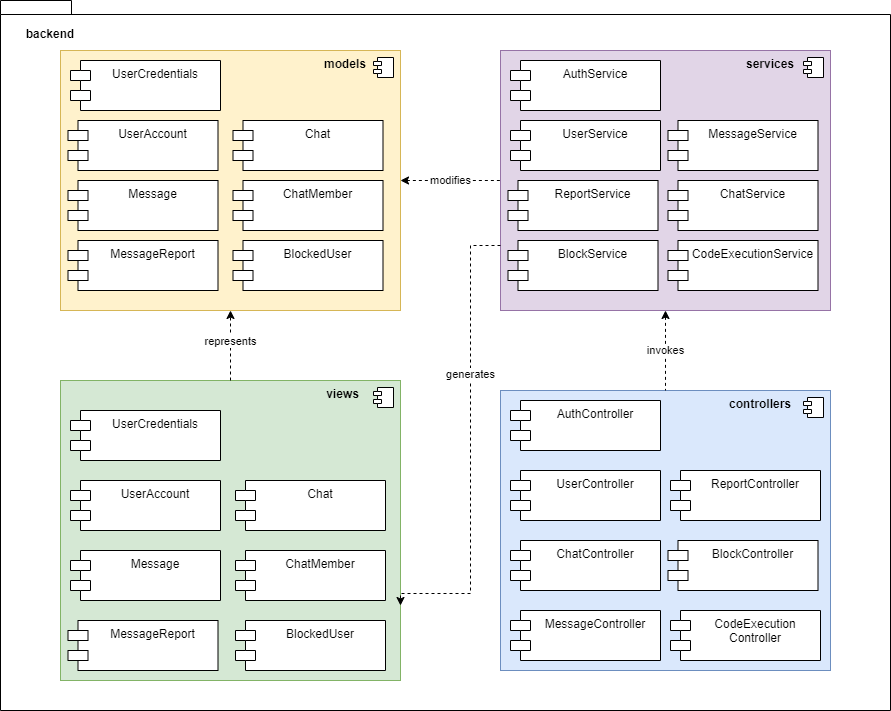 backend
models
UserCredentials
UserAccount
Chat
Message
ChatMember
MessageReport
BlockedUser
services
AuthService
UserService
MessageService
ReportService
ChatService
BlockService
CodeExecutionService
modifies
represents
generates
invokes
views
UserCredentials
UserAccount
Chat
Message
ChatMember
MessageReport
BlockedUser
controllers
AuthController
UserController
ReportController
ChatController
BlockController
MessageController
CodeExecution
Controller